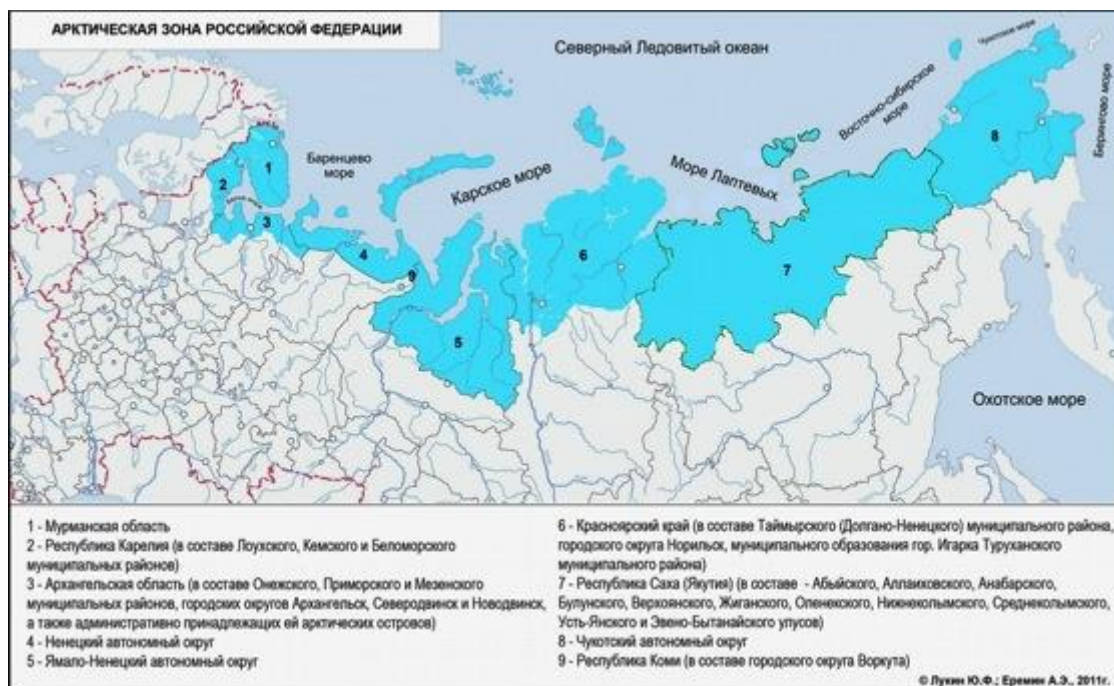 АРКТИЧЕСКАЯ ЗОНА РОССИЙСКОЙ ФЕДЕРАЦИИ
Северный Ледовитый океан
Чукотское море
Берингово море
Восточно-сибирское
море
Баренцево
море
Карское море
Море Лаптевых
Охотское море
1
2
3
4
9
5
6
7
8
1 - Мурманская область
2 - Республика Карелия (в составе Лоухского, Кемского и Беломорского
муниципальных районов)
3 - Архангельская область (в составе Онежского, Приморского и Мезенского
муниципальных районов, городских округов Архангельск, Северодвинск и Новодвинск,
а также административно принадлежащих ей арктических островов)
4 - Ненецкий автономный округ
5 - Ямало-Ненецкий автономный округ
6 - Красноярский край (в составе Таймырского (Долгано-Ненецкого) муниципального района,
городского округа Норильск, муниципального образования гор. Игарка Туруханского
муниципального района)
7 - Республика Саха (Якутия) (в составе - Абыйского, Аллаиховского, Анабарского,
Булунского, Верхоянского, Жиганского, Оленекского, Нижнеколымского, Среднеколымского,
Усть-Янского и Эвено-Бытанайского улусов)
8 - Чукотский автономный округ
9 - Республика Коми (в составе городского округа Воркута)
© Лукин Ю.Ф.; Еремин А.Э., 2011г.